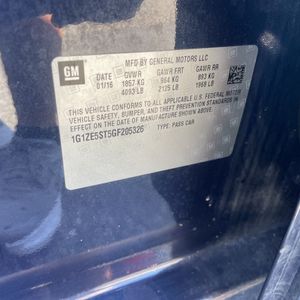 GM
MFD BY GENERAL MOTORS LLC
01/16 GVWR GAWR FRT GAWR RR
1857 KG 964 KG 893 KG
4093 LB 2125 LB 1968 LB
THIS VEHICLE CONFORMS TO ALL APPLICABLE U.S. FEDERAL
MOTOR VEHICLE SAFETY, BUMPER, AND THEFT PREVENTION STANDARDS
IN EFFECT ON THE DATE OF MANUFACTURE SHOWN ABOVE.
1G1ZE5ST5GF205326 TYPE: PASS CAR